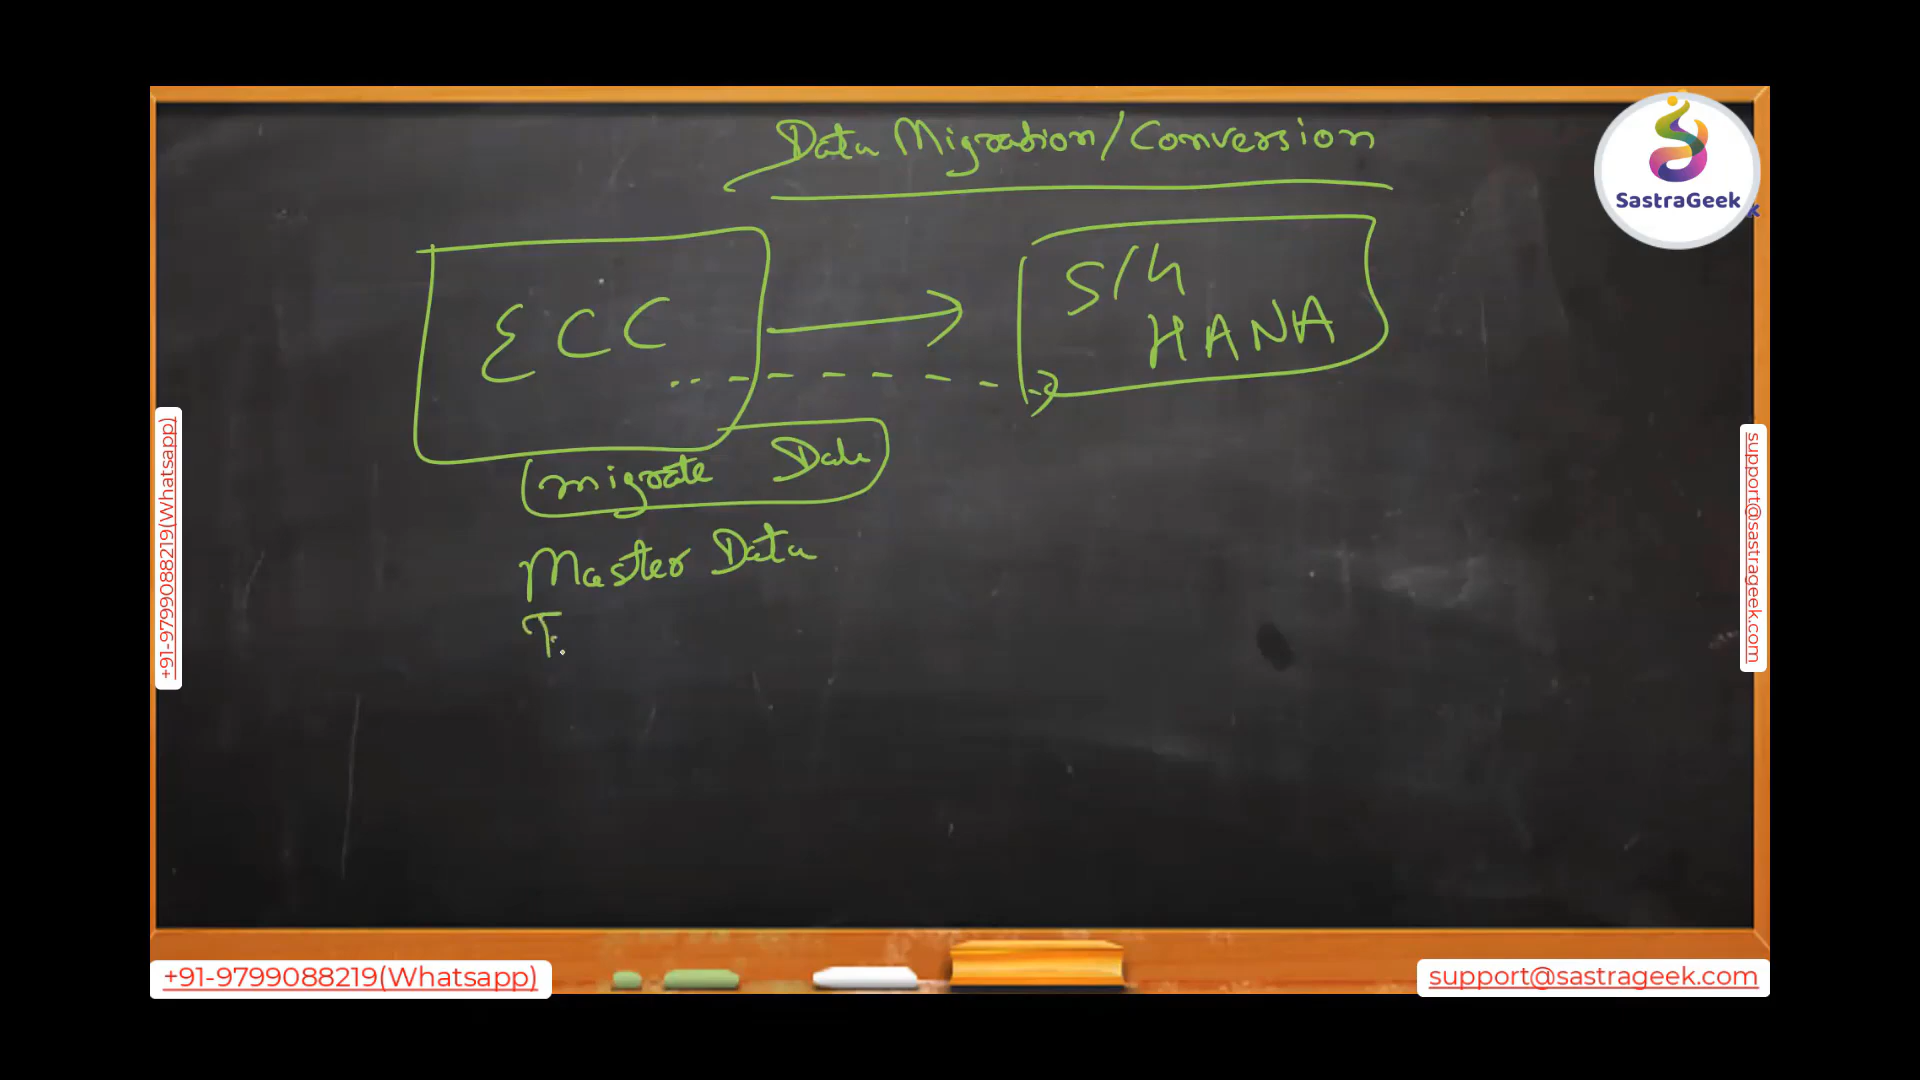 Data Migration/Conversion
SastraGeek
k
ECC
S/4
HANA
migrate Data
Master Data
T
+91-9799088219(Whatsapp)
support@sastrageek.com
+91-9799088219(Whatsapp)
support@sastrageek.com